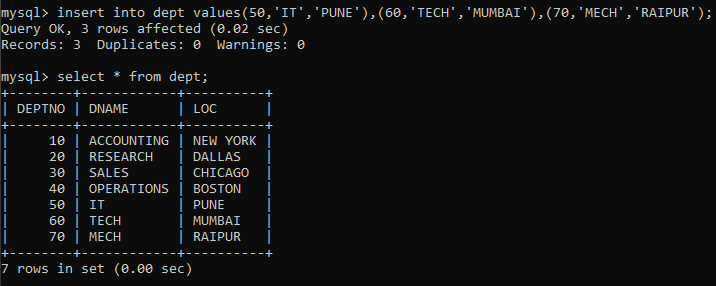 mysql> insert into dept values(50,'IT','PUNE'),(60,'TECH','MUMBAI'),(70,'MECH','RAIPUR');
Query OK, 3 rows affected (0.02 sec)
Records: 3  Duplicates: 0  Warnings: 0

mysql> select * from dept;
+--------+------------+----------+
| DEPTNO | DNAME      | LOC      |
+--------+------------+----------+
|     10 | ACCOUNTING | NEW YORK |
|     20 | RESEARCH   | DALLAS   |
|     30 | SALES      | CHICAGO  |
|     40 | OPERATIONS | BOSTON   |
|     50 | IT         | PUNE     |
|     60 | TECH       | MUMBAI   |
|     70 | MECH       | RAIPUR   |
+--------+------------+----------+
7 rows in set (0.00 sec)